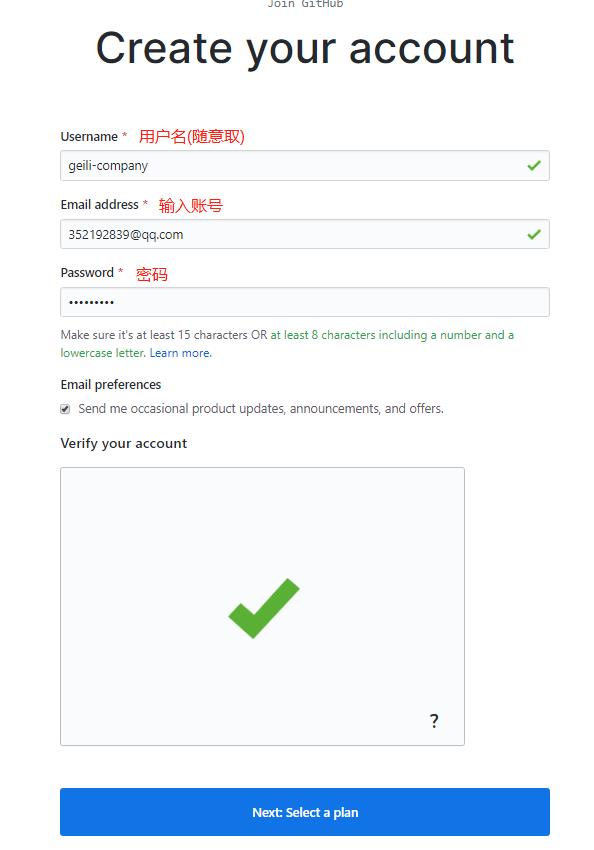 Join GitHub
Create your account
Username * 用户名(随意取)
geili-company
Email address * 输入账号
352192839@qq.com
Password * 密码
•••••••••
Make sure it's at least 15 characters OR at least 8 characters including a number and a
lowercase letter. Learn more.
Email preferences
Send me occasional product updates, announcements, and offers.
Verify your account
?
Next: Select a plan